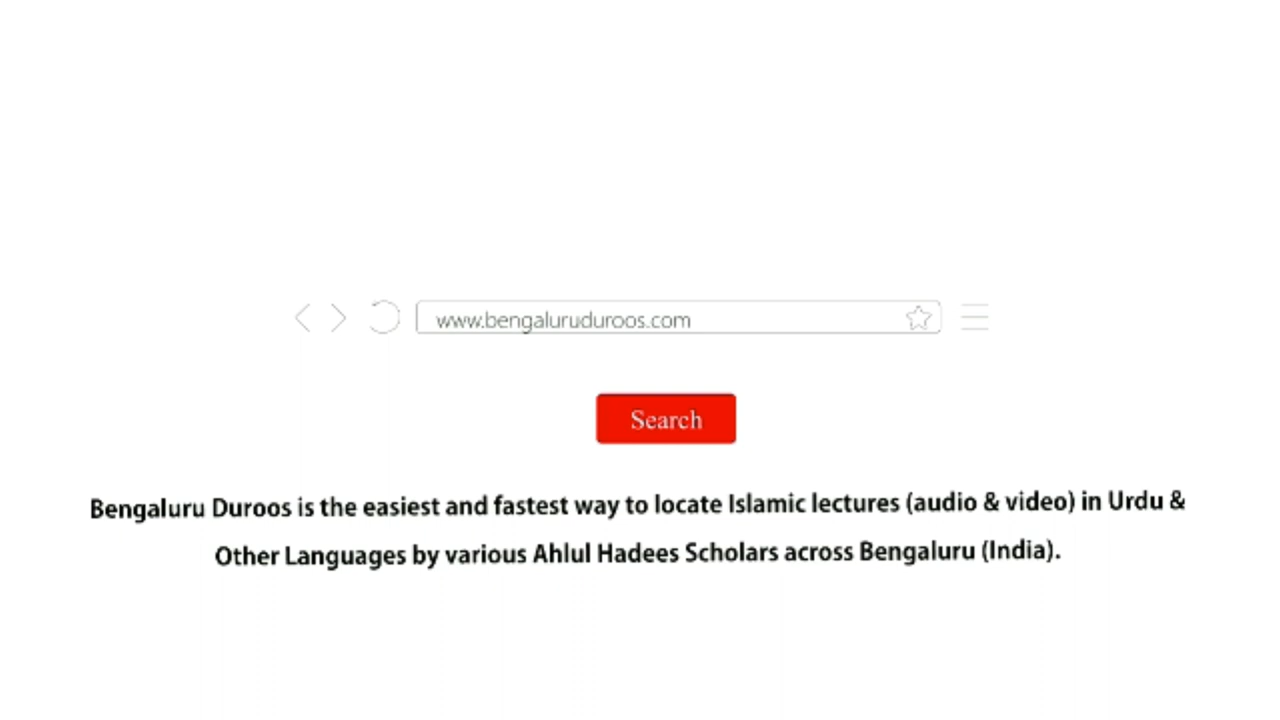 www.bengaluruduroos.com
Search
Bengaluru Duroos is the easiest and fastest way to locate Islamic lectures (audio & video) in Urdu &
Other Languages by various Ahlul Hadees Scholars across Bengaluru (India).